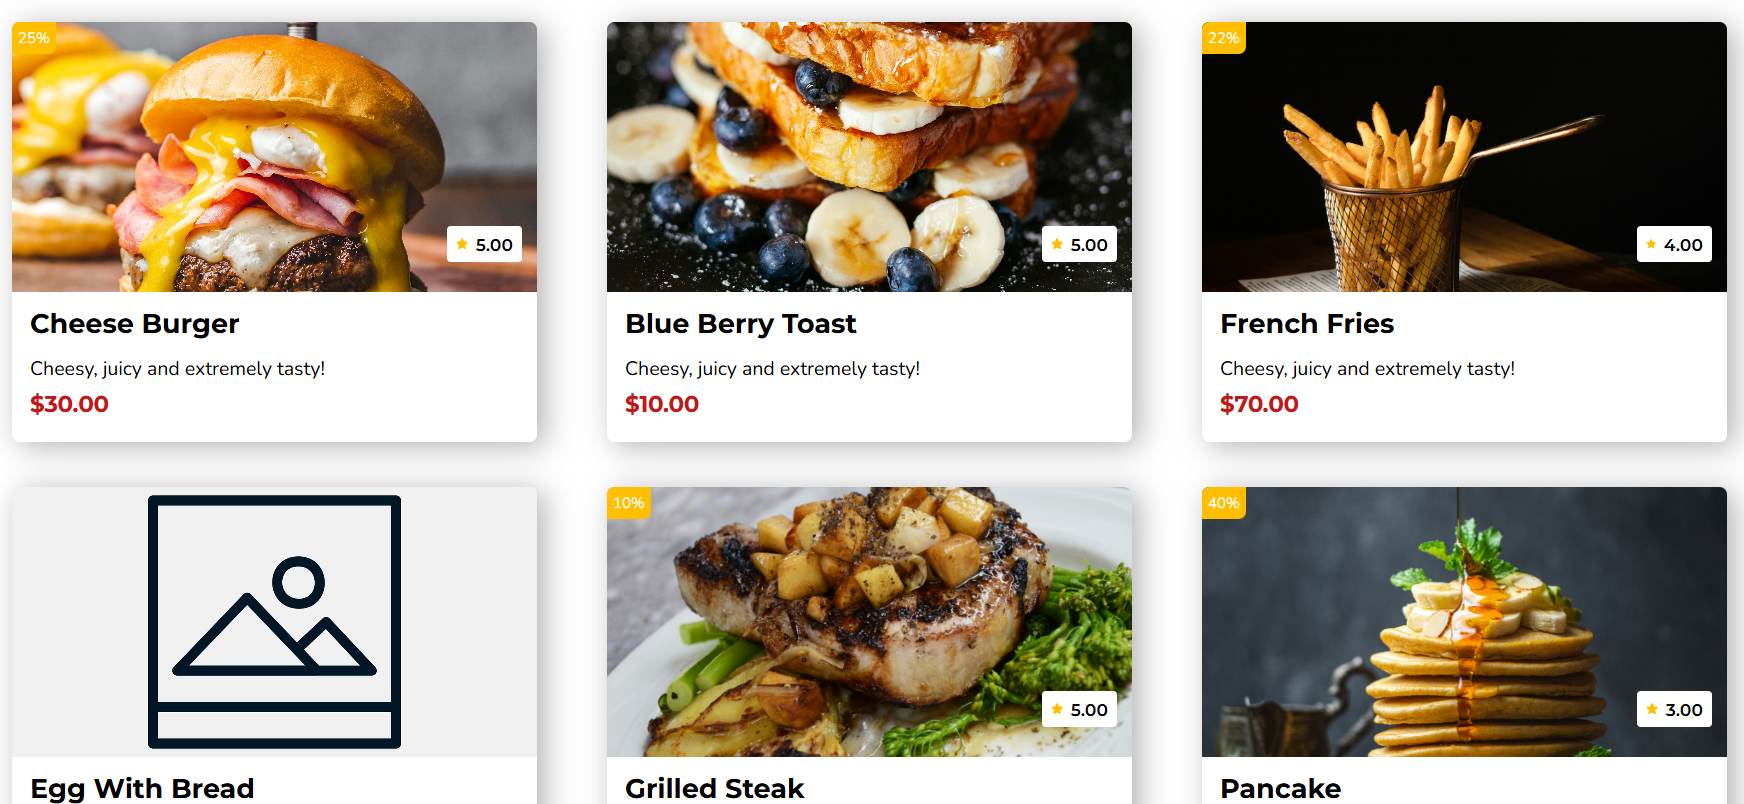 25%
5.00
Cheese Burger
Cheesy, juicy and extremely tasty!
$30.00
5.00
Blue Berry Toast
Cheesy, juicy and extremely tasty!
$10.00
22%
4.00
French Fries
Cheesy, juicy and extremely tasty!
$70.00
Egg With Bread
10%
5.00
Grilled Steak
40%
3.00
Pancake